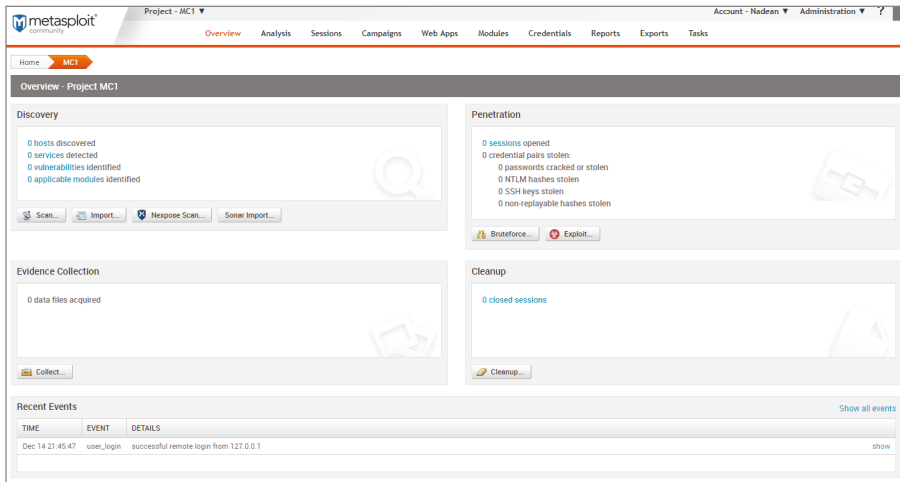 Project - MC1 ▼
Account - Nadean ▼ Administration ▼ ?
metasploit®
community
Overview Analysis Sessions Campaigns Web Apps Modules Credentials Reports Exports Tasks
Home MC1
Overview - Project MC1
Discovery
0 hosts discovered
0 services detected
0 vulnerabilities identified
0 applicable modules identified
Scan... Import... Nexpose Scan... Sonar Import...
Penetration
0 sessions opened
0 credential pairs stolen:
0 passwords cracked or stolen
0 NTLM hashes stolen
0 SSH keys stolen
0 non-replayable hashes stolen
Bruteforce... Exploit...
Evidence Collection
0 data files acquired
Collect...
Cleanup
0 closed sessions
Cleanup...
Recent Events
Show all events
TIME EVENT DETAILS
Dec 14 21:45:47 user_login successful remote login from 127.0.0.1 show